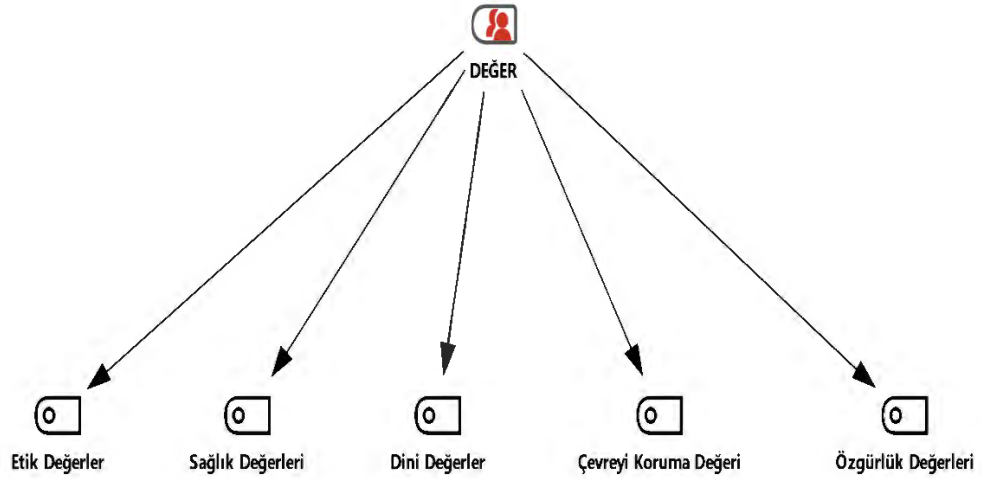 DEĞER
Etik Değerler
Sağlık Değerleri
Dini Değerler
Çevreyi Koruma Değeri
Özgürlük Değerleri